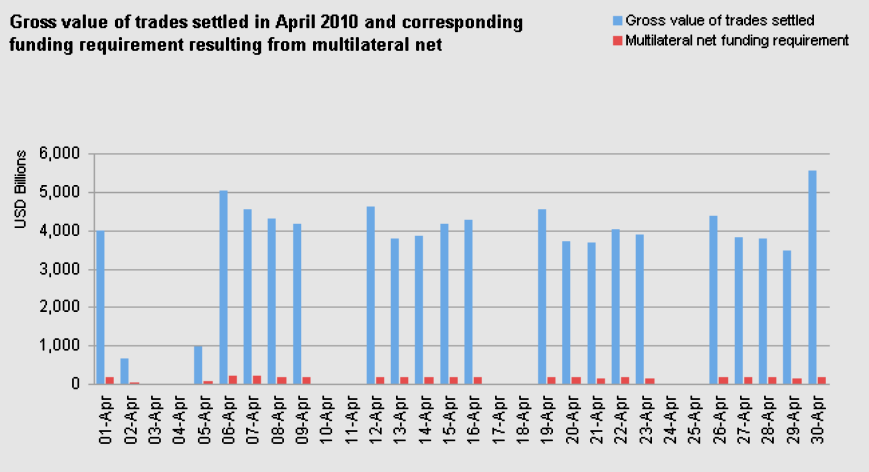 Gross value of trades settled in April 2010 and corresponding
funding requirement resulting from multilateral net
Gross value of trades settled
Multilateral net funding requirement
USD Billions
6,000
5,000
4,000
3,000
2,000
1,000
0
01-Apr
02-Apr
03-Apr
04-Apr
05-Apr
06-Apr
07-Apr
08-Apr
09-Apr
10-Apr
11-Apr
12-Apr
13-Apr
14-Apr
15-Apr
16-Apr
17-Apr
18-Apr
19-Apr
20-Apr
21-Apr
22-Apr
23-Apr
24-Apr
25-Apr
26-Apr
27-Apr
28-Apr
29-Apr
30-Apr